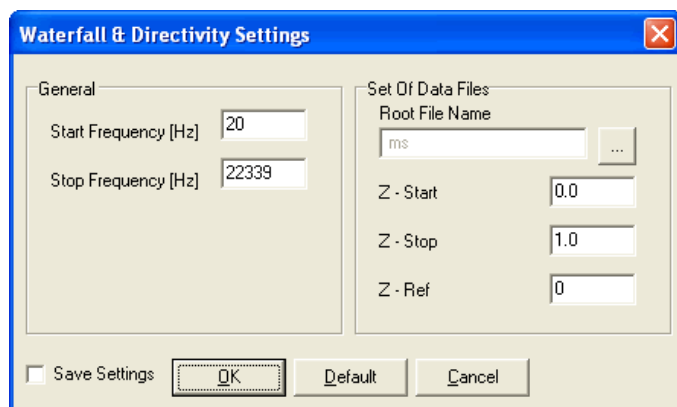 Waterfall & Directivity Settings
General
Start Frequency [Hz] 20
Stop Frequency [Hz] 22339
Set Of Data Files
Root File Name
ms ...
Z - Start 0.0
Z - Stop 1.0
Z - Ref 0
Save Settings OK Default Cancel